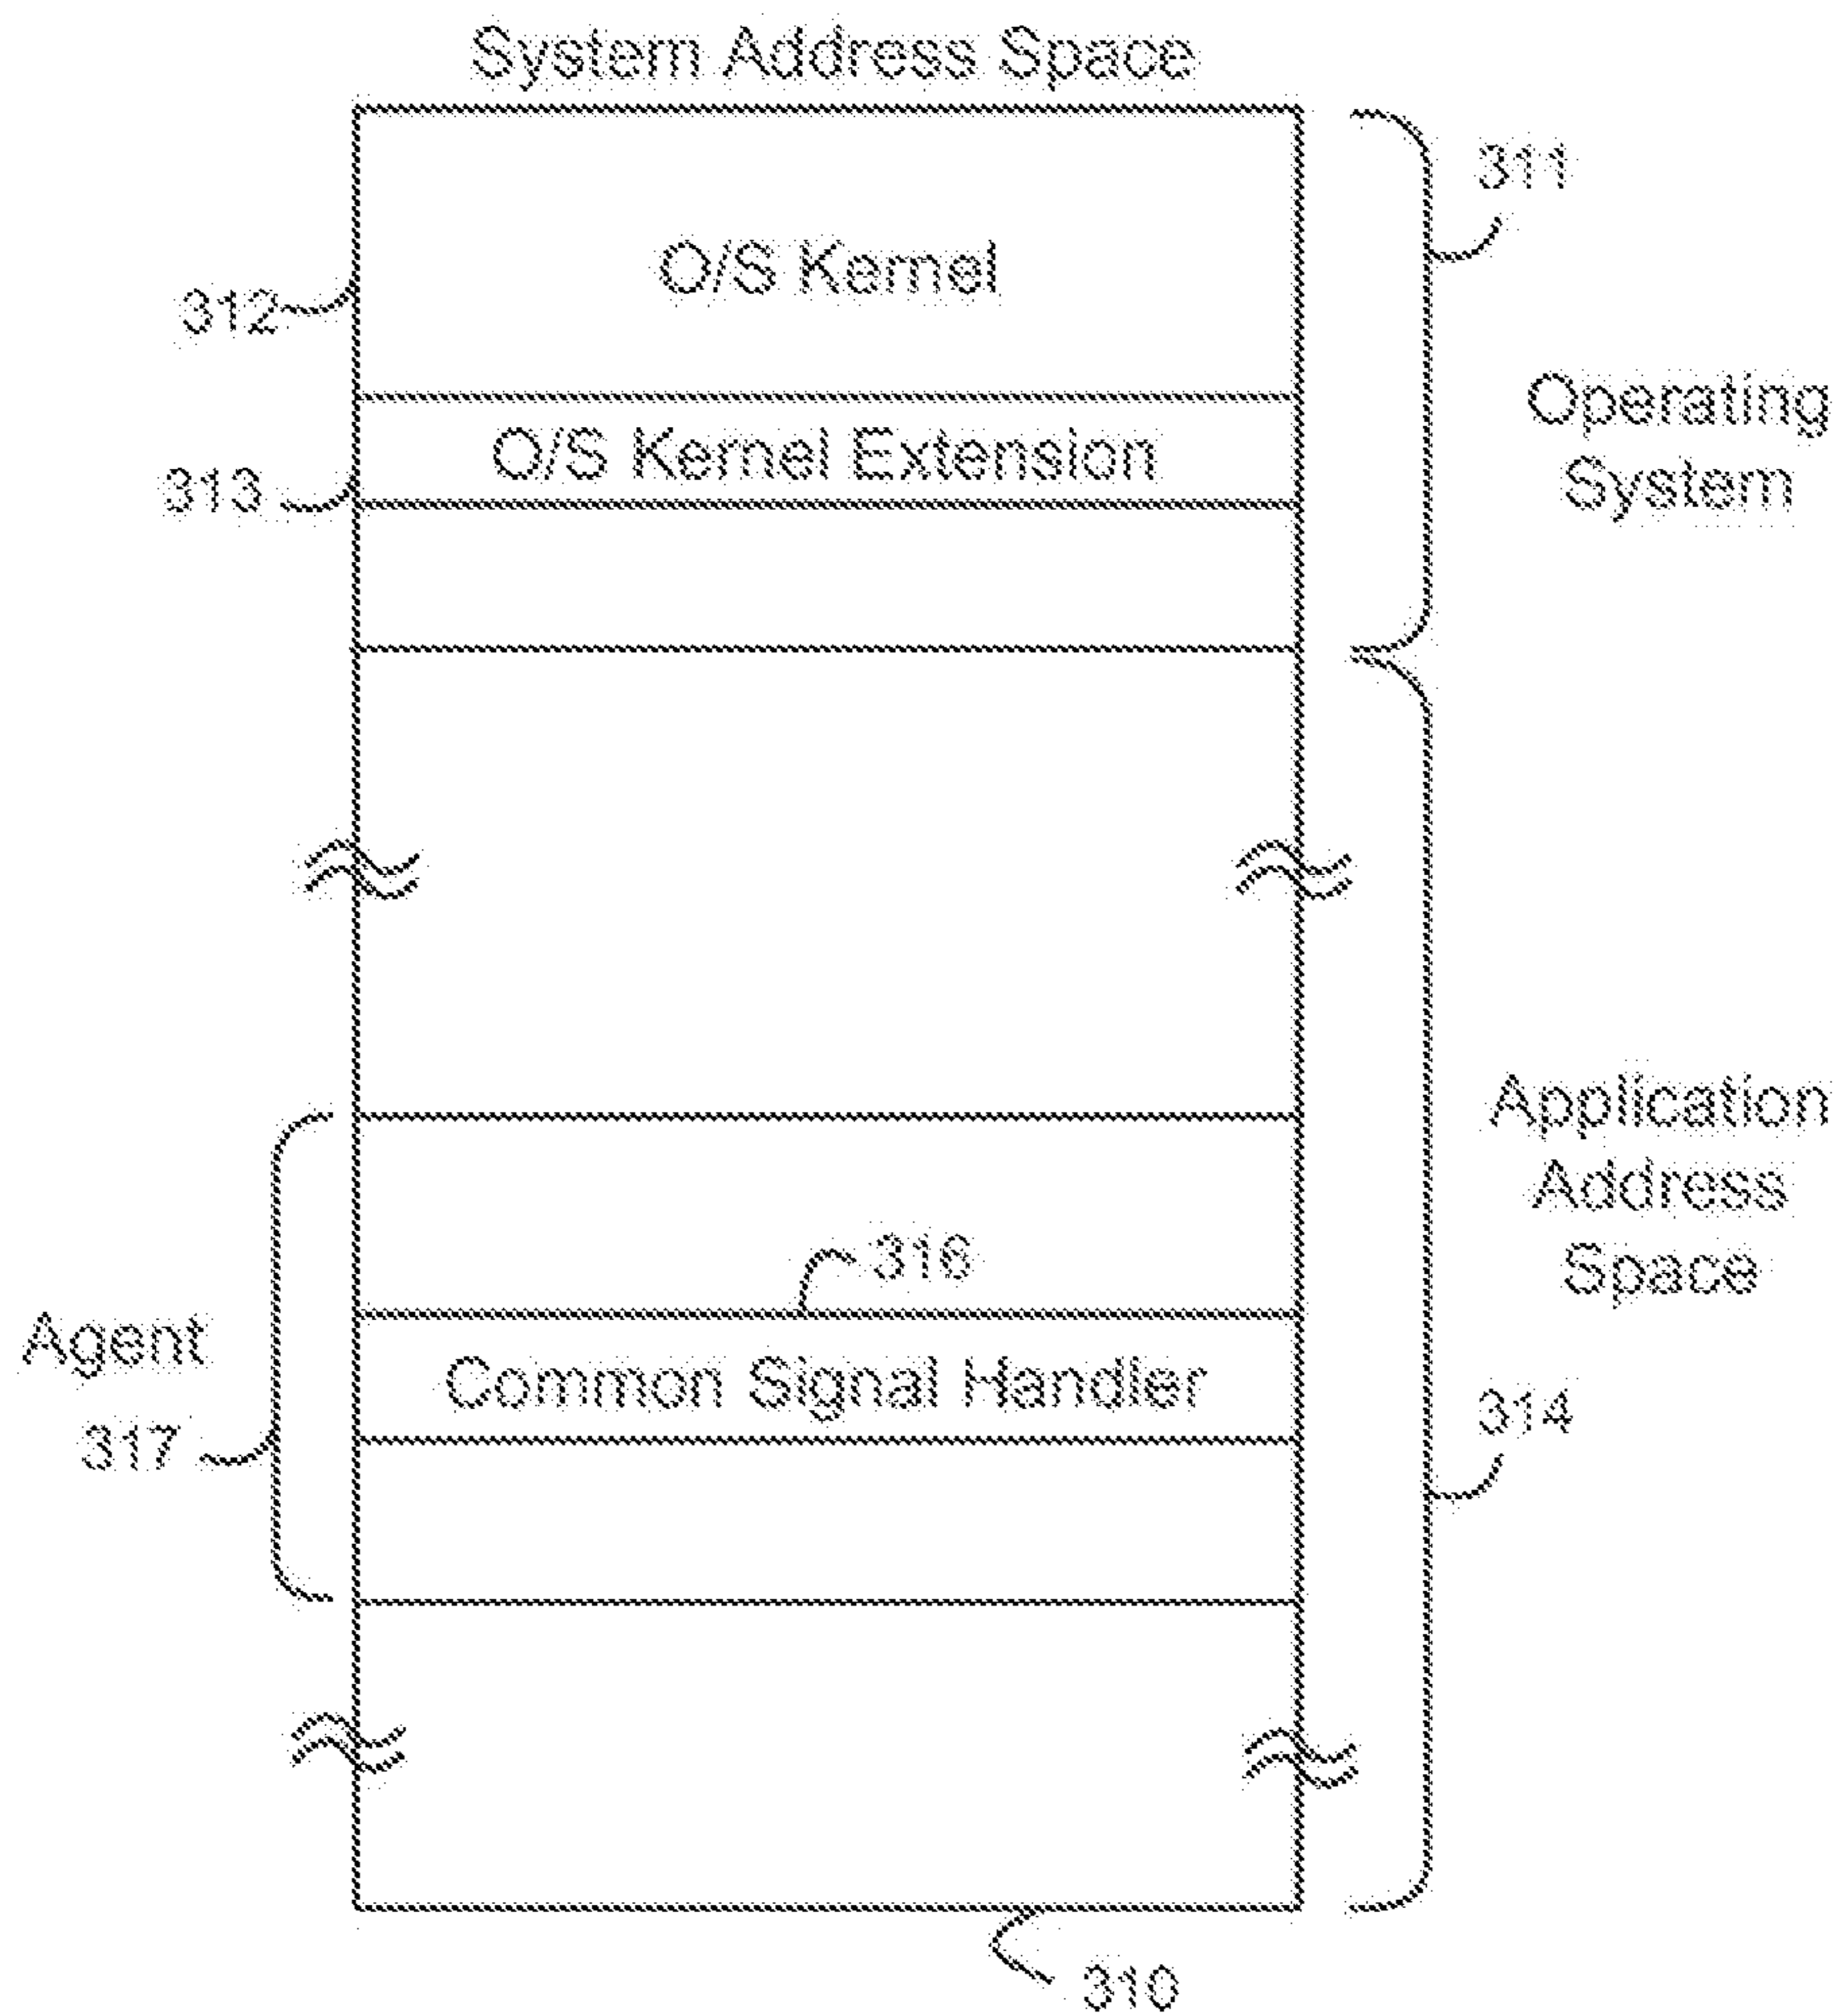 System Address Space
311
O/S Kernel
312
Operating
System
O/S Kernel Extension
313
Application
Address
Space
316
Agent
317
Common Signal Handler
314
310